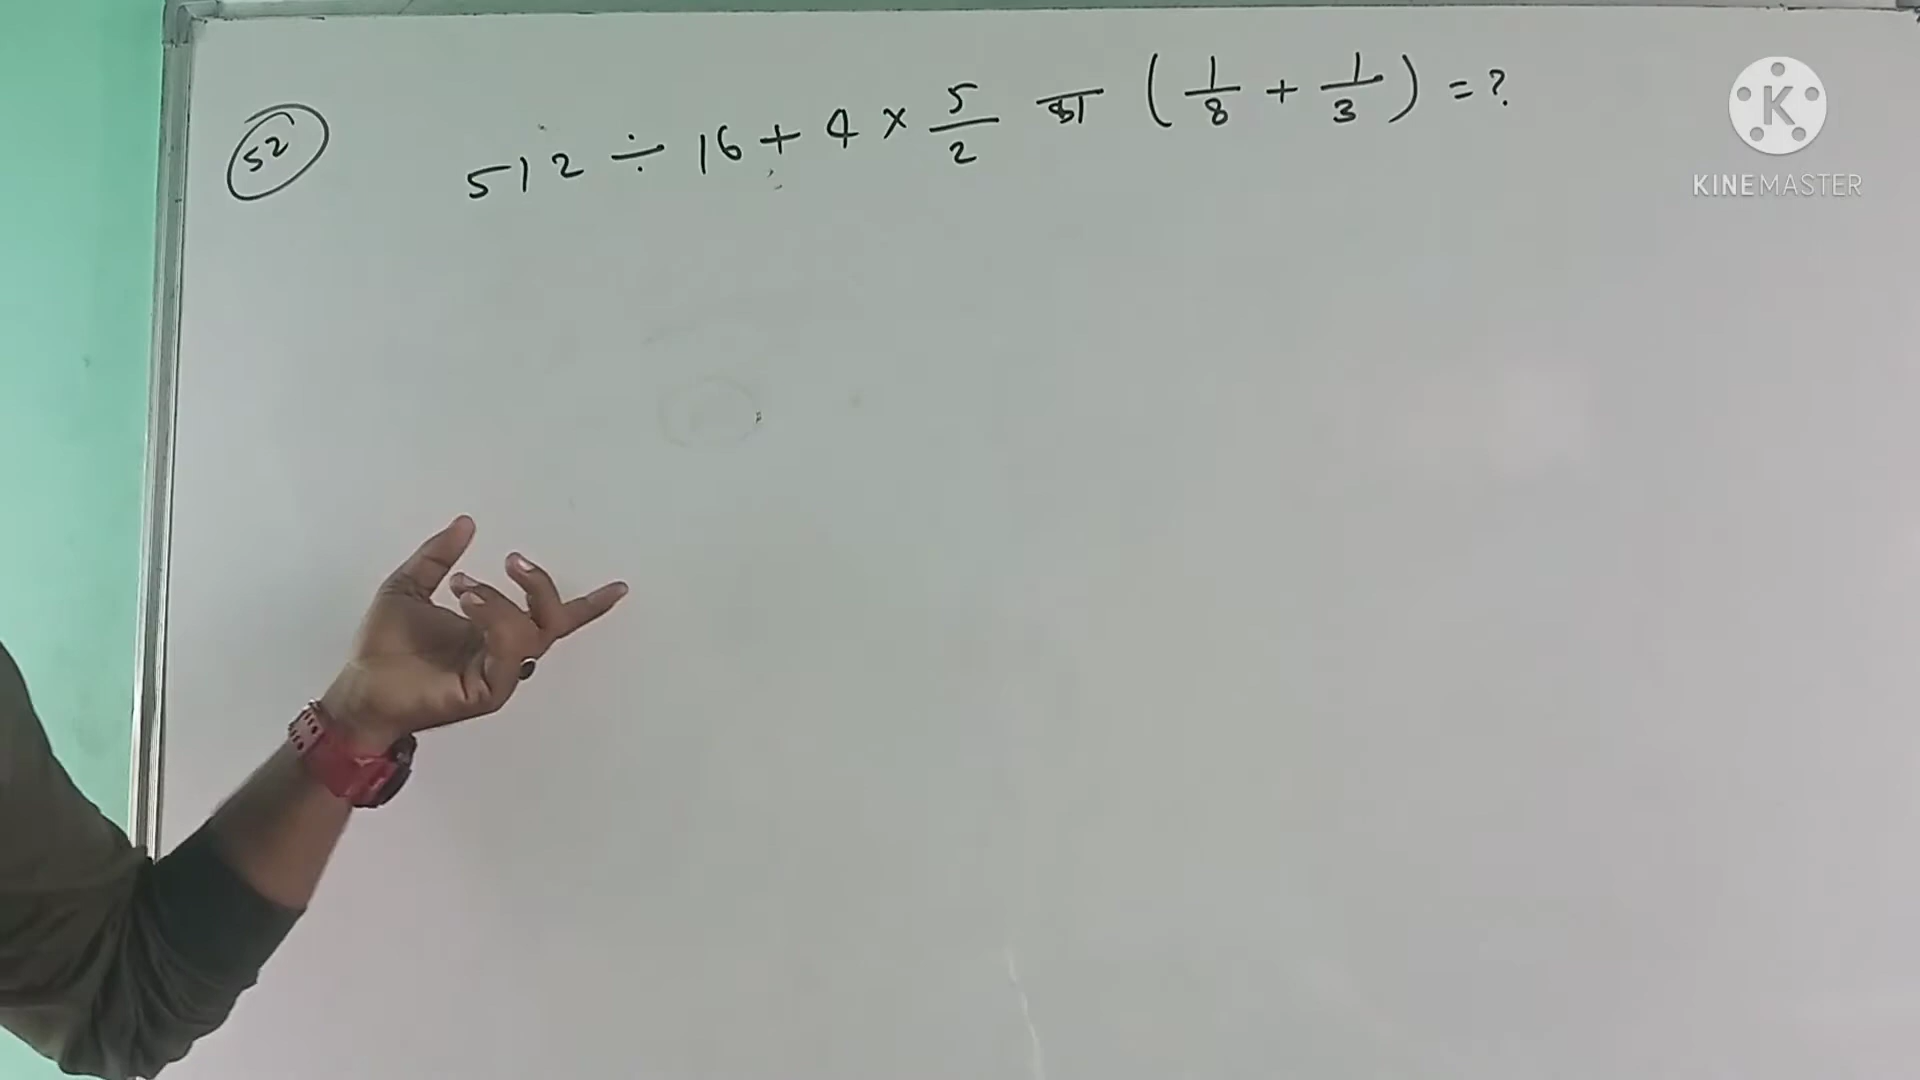 52
512 ÷ 16 + 4 × 5/2 का (1/8 + 1/3) = ?
K
KINEMASTER